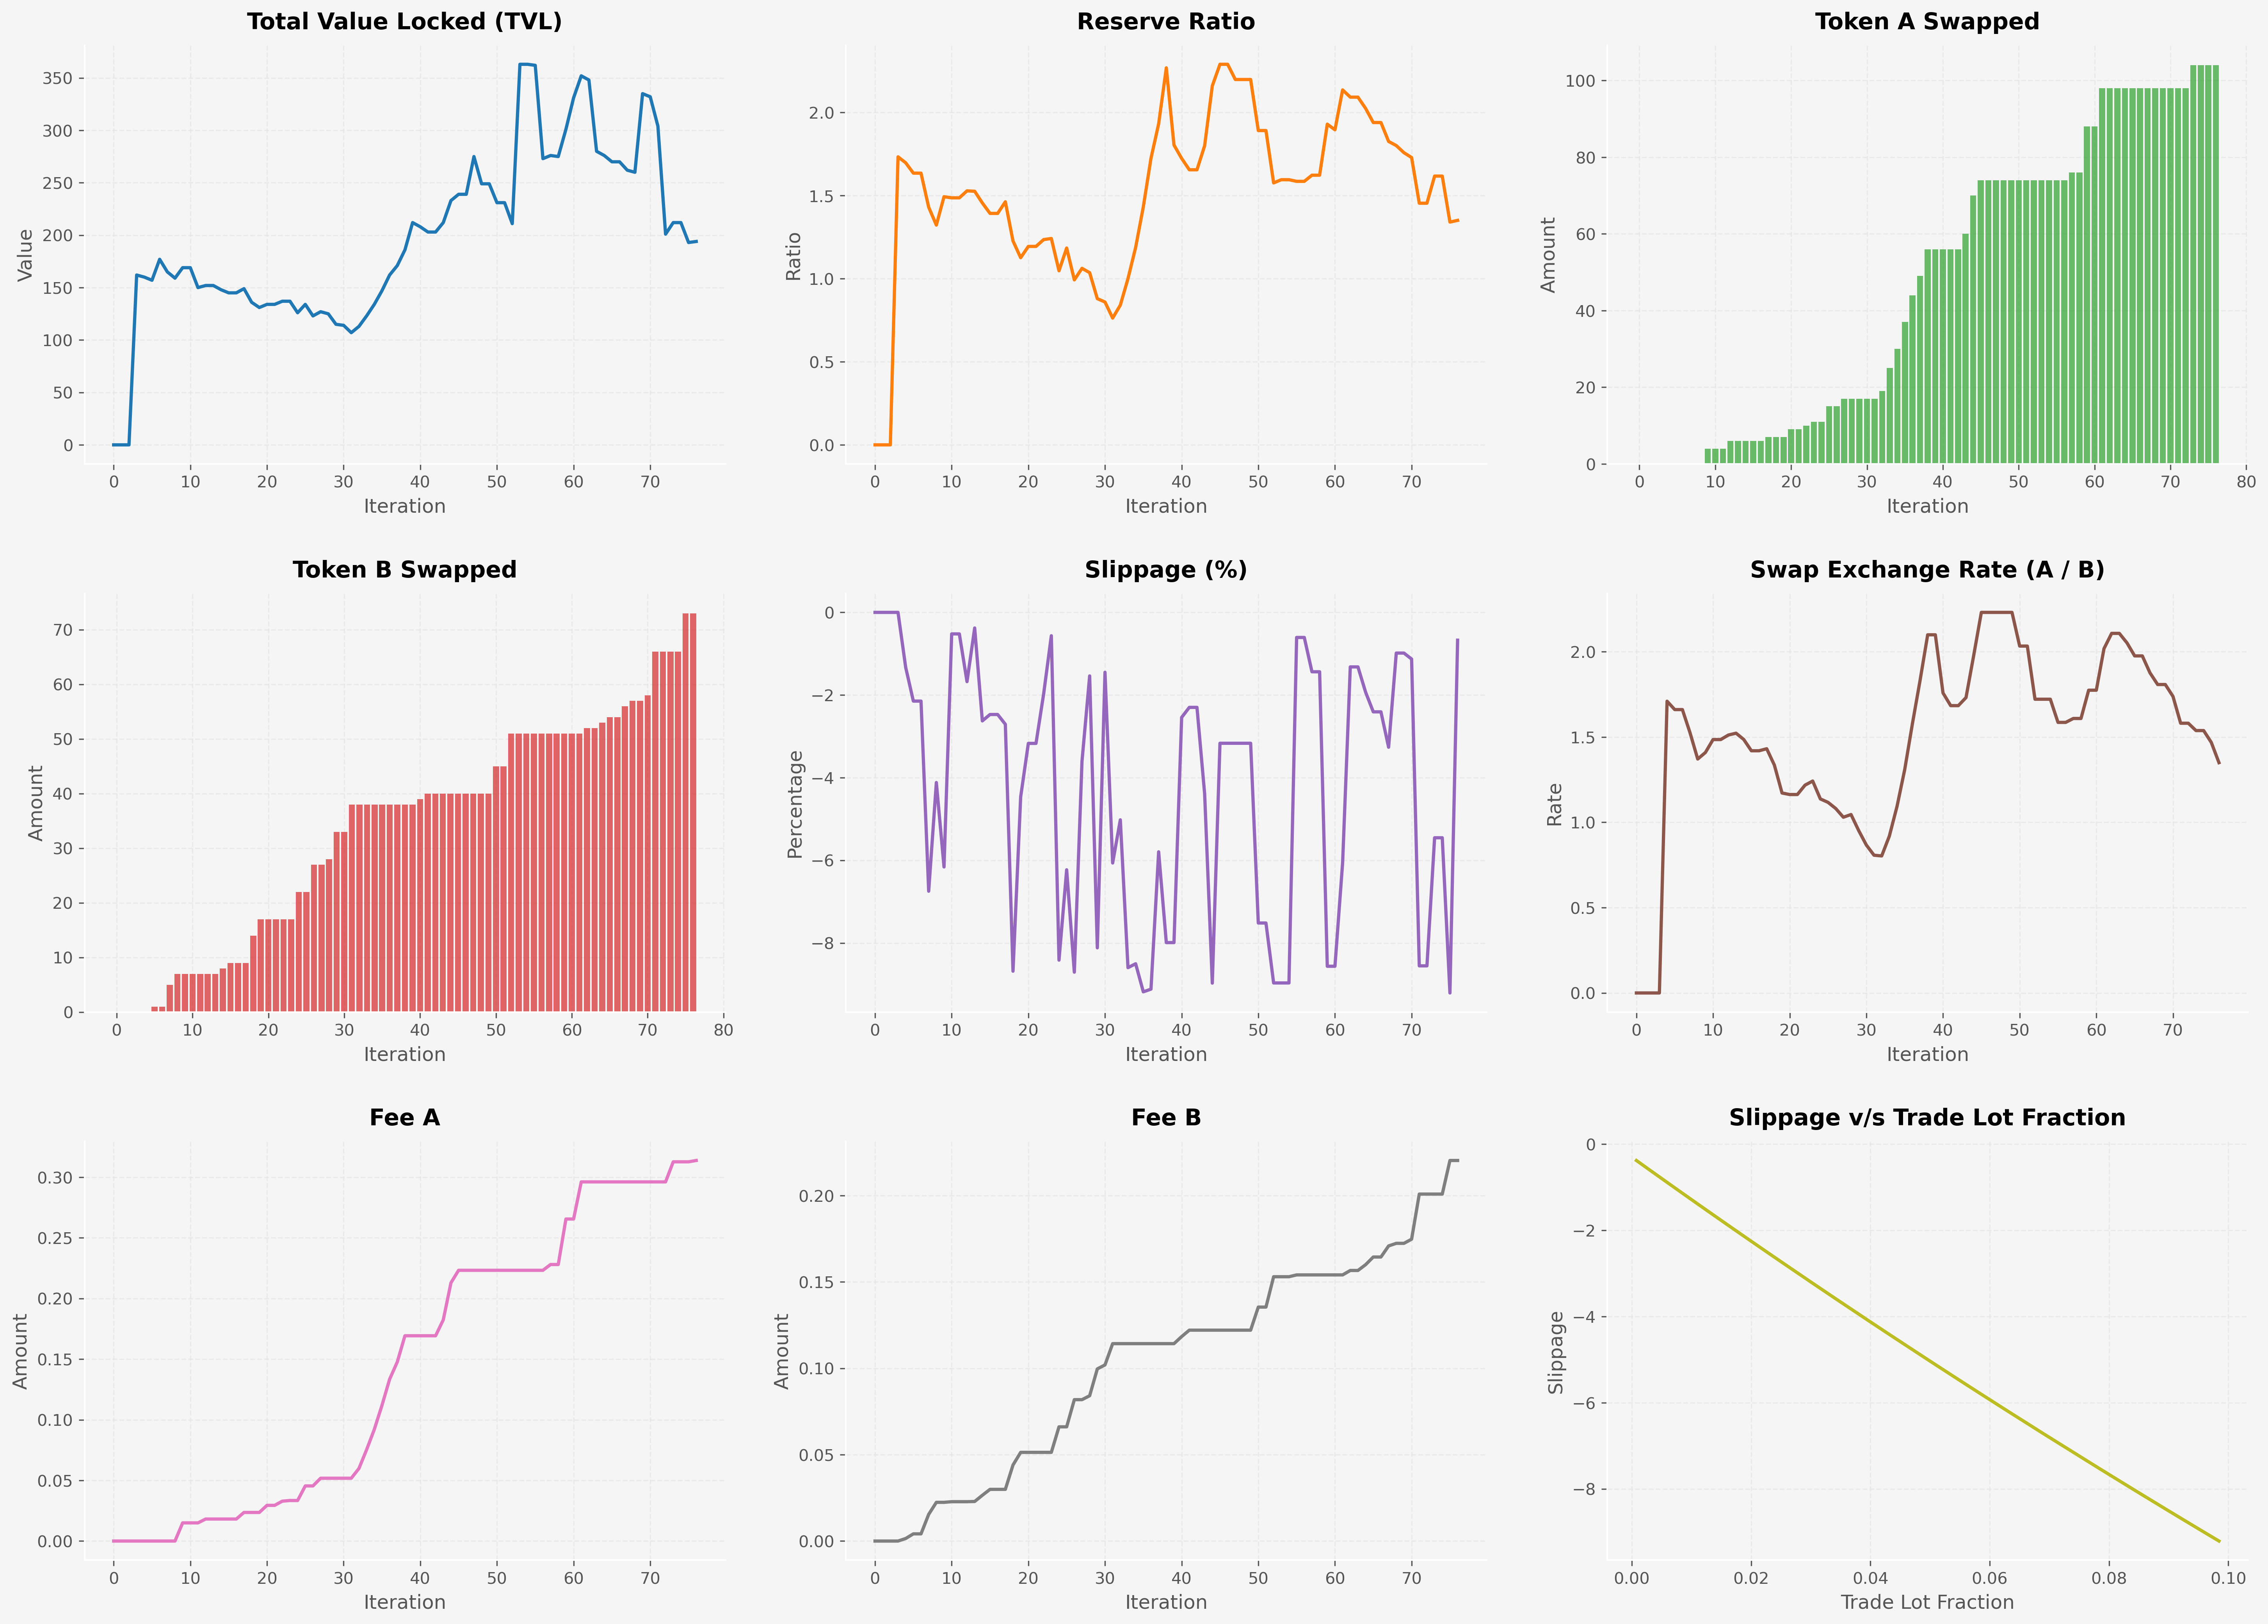 Total Value Locked (TVL)
350
300
250
200
150
100
50
0
Value
0 10 20 30 40 50 60 70
Iteration
Reserve Ratio
2.0
1.5
1.0
0.5
0.0
Ratio
0 10 20 30 40 50 60 70
Iteration
Token A Swapped
100
80
60
40
20
0
Amount
0 10 20 30 40 50 60 70 80
Iteration
Token B Swapped
70
60
50
40
30
20
10
0
Amount
0 10 20 30 40 50 60 70 80
Iteration
Slippage (%)
0
−2
−4
−6
−8
Percentage
0 10 20 30 40 50 60 70
Iteration
Swap Exchange Rate (A / B)
2.0
1.5
1.0
0.5
0.0
Rate
0 10 20 30 40 50 60 70
Iteration
Fee A
0.30
0.25
0.20
0.15
0.10
0.05
0.00
Amount
0 10 20 30 40 50 60 70
Iteration
Fee B
0.20
0.15
0.10
0.05
0.00
Amount
0 10 20 30 40 50 60 70
Iteration
Slippage v/s Trade Lot Fraction
0
−2
−4
−6
−8
Slippage
0.00 0.02 0.04 0.06 0.08 0.10
Trade Lot Fraction